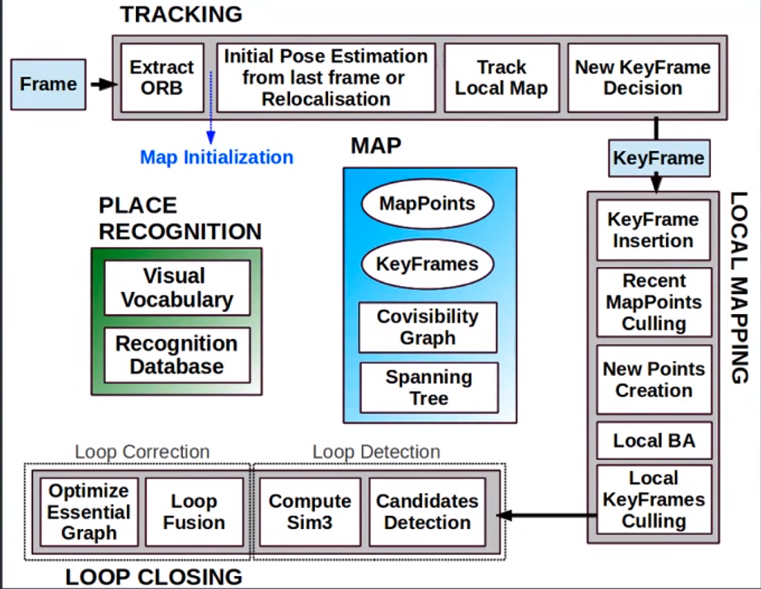 TRACKING
Frame
Extract
ORB
Initial Pose Estimation
from last frame or
Relocalisation
Track
Local Map
New KeyFrame
Decision
Map Initialization
MAP
KeyFrame
PLACE
RECOGNITION
Visual
Vocabulary
Recognition
Database
MapPoints
KeyFrames
Covisibility
Graph
Spanning
Tree
LOCAL MAPPING
KeyFrame
Insertion
Recent
MapPoints
Culling
New Points
Creation
Local BA
Local
KeyFrames
Culling
Loop Correction
Loop Detection
Optimize
Essential
Graph
Loop
Fusion
Compute
Sim3
Candidates
Detection
LOOP CLOSING